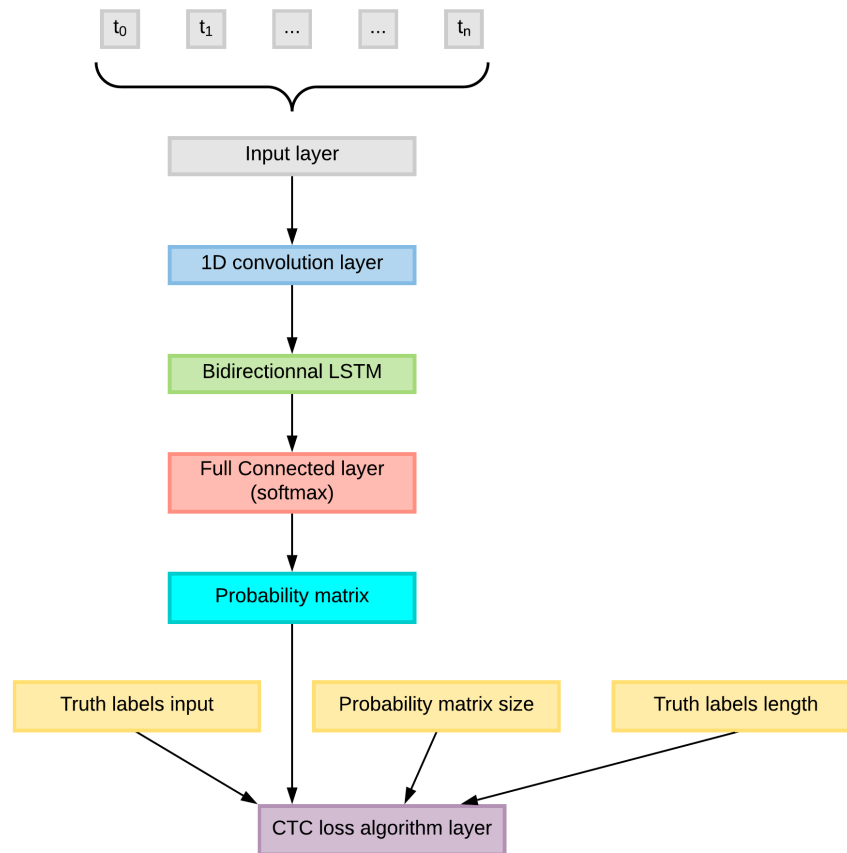 t₀ t₁ ... ... tₙ
Input layer
1D convolution layer
Bidirectionnal LSTM
Full Connected layer
(softmax)
Probability matrix
Truth labels input
Probability matrix size
Truth labels length
CTC loss algorithm layer